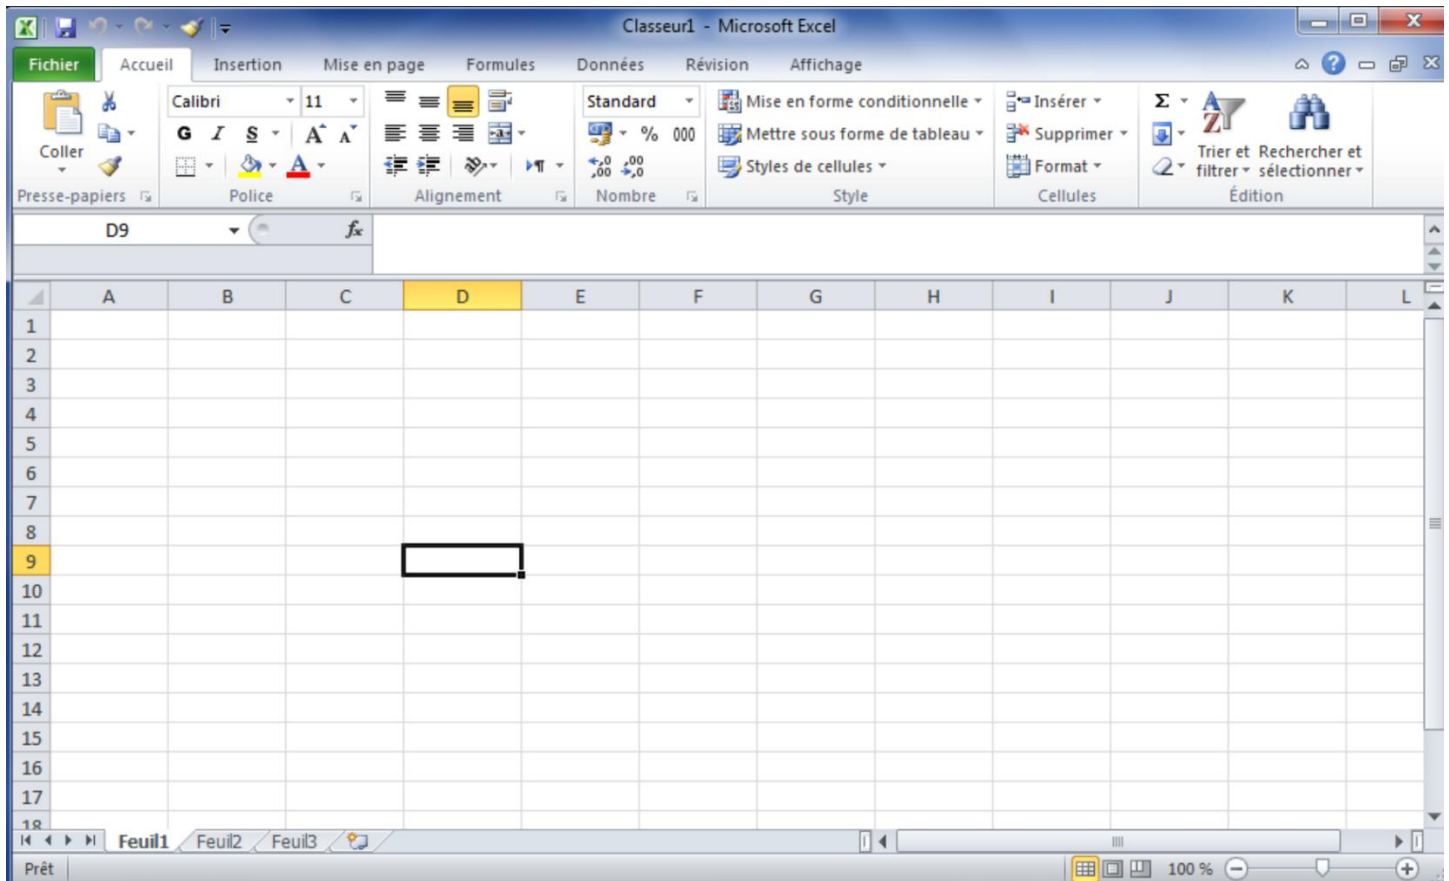 Classeur1 - Microsoft Excel
Fichier Accueil Insertion Mise en page Formules Données Révision Affichage
Calibri 11 Standard Mise en forme conditionnelle Insérer Σ
G I S A A % 000 Mettre sous forme de tableau Supprimer
Coller A Styles de cellules Format Trier et filtrer Rechercher et sélectionner
Presse-papiers Police Alignement Nombre Style Cellules Édition
D9 fx
A B C D E F G H I J K L
1
2
3
4
5
6
7
8
9
10
11
12
13
14
15
16
17
18
Feuil1 Feuil2 Feuil3
Prêt 100 %